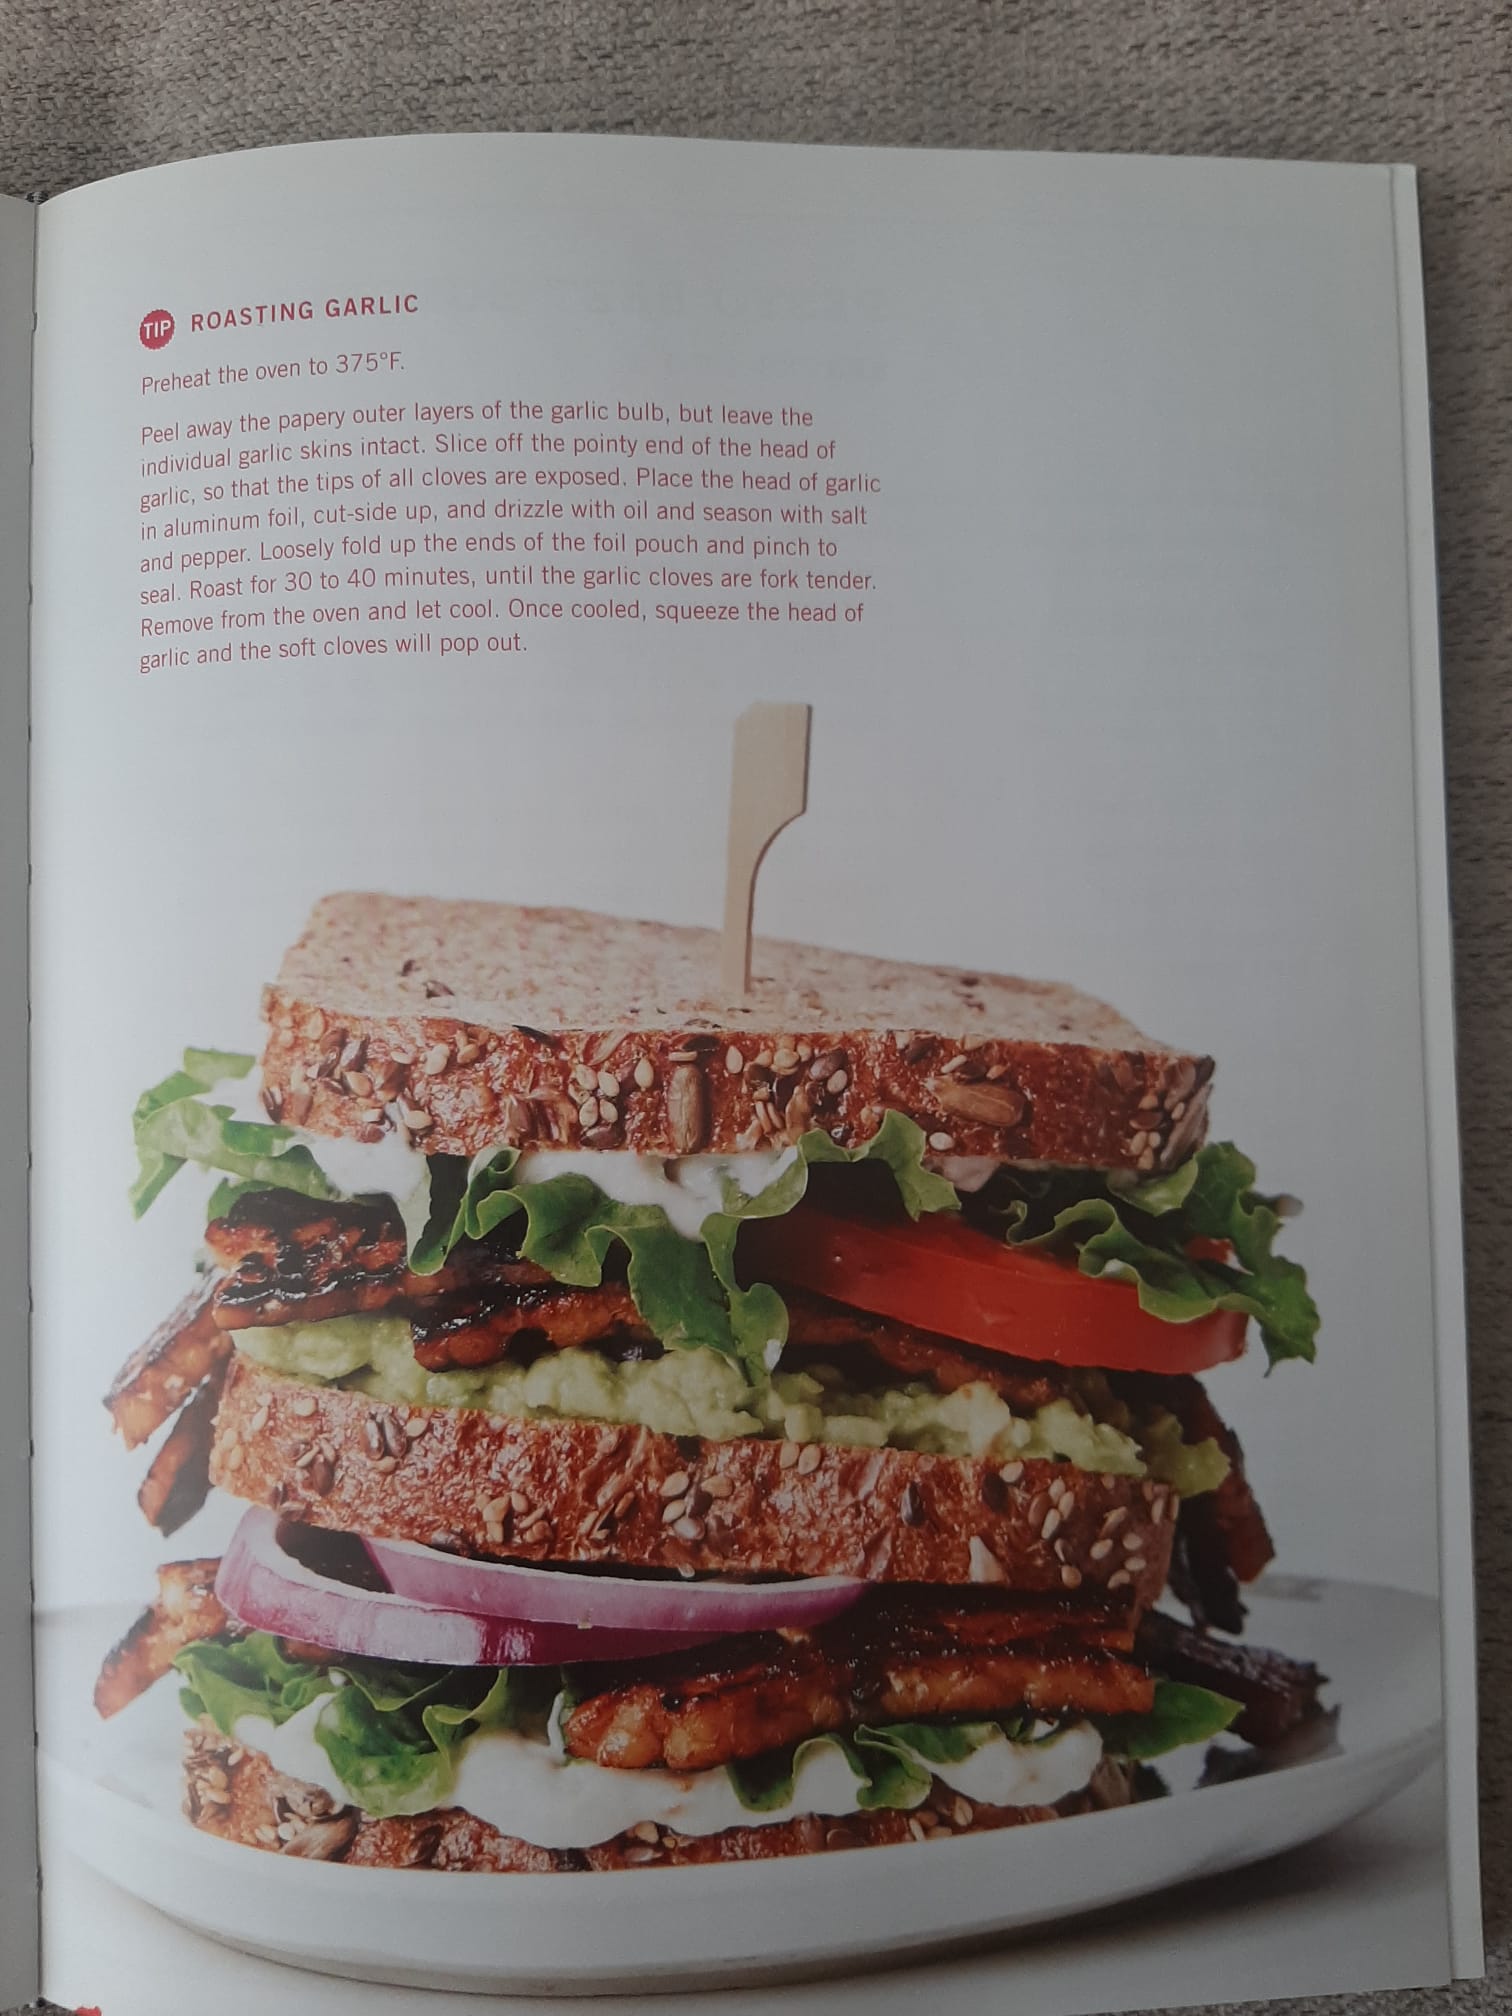 TIP ROASTING GARLIC
Preheat the oven to 375°F.
Peel away the papery outer layers of the garlic bulb, but leave the
individual garlic skins intact. Slice off the pointy end of the head of
garlic, so that the tips of all cloves are exposed. Place the head of garlic
in aluminum foil, cut-side up, and drizzle with oil and season with salt
and pepper. Loosely fold up the ends of the foil pouch and pinch to
seal. Roast for 30 to 40 minutes, until the garlic cloves are fork tender.
Remove from the oven and let cool. Once cooled, squeeze the head of
garlic and the soft cloves will pop out.